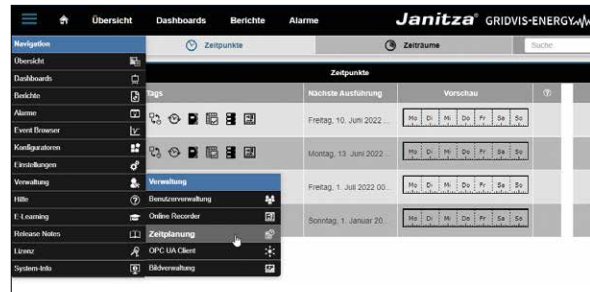 Übersicht Dashboards Berichte Alarme Janitza® GRIDVIS-ENERGY
Navigation Zeitpunkte Zeiträume Suche
Übersicht Zeitpunkte
Dashboards
Berichte Tags Nächste Ausführung Vorschau
Alarme Freitag, 10. Juni 2022 ... Mo Di Mi Do Fr Sa So
Event Browser
Konfiguratoren Montag, 13. Juni 2022 ... Mo Di Mi Do Fr Sa So
Einstellungen
Verwaltung Verwaltung Freitag, 1. Juli 2022 00... Mo Di Mi Do Fr Sa So
Hilfe Benutzerverwaltung
E-Learning Online Recorder Sonntag, 1. Januar 20... Mo Di Mi Do Fr Sa So
Release Notes Zeitplanung
Lizenz OPC UA Client
System-Info Bildverwaltung